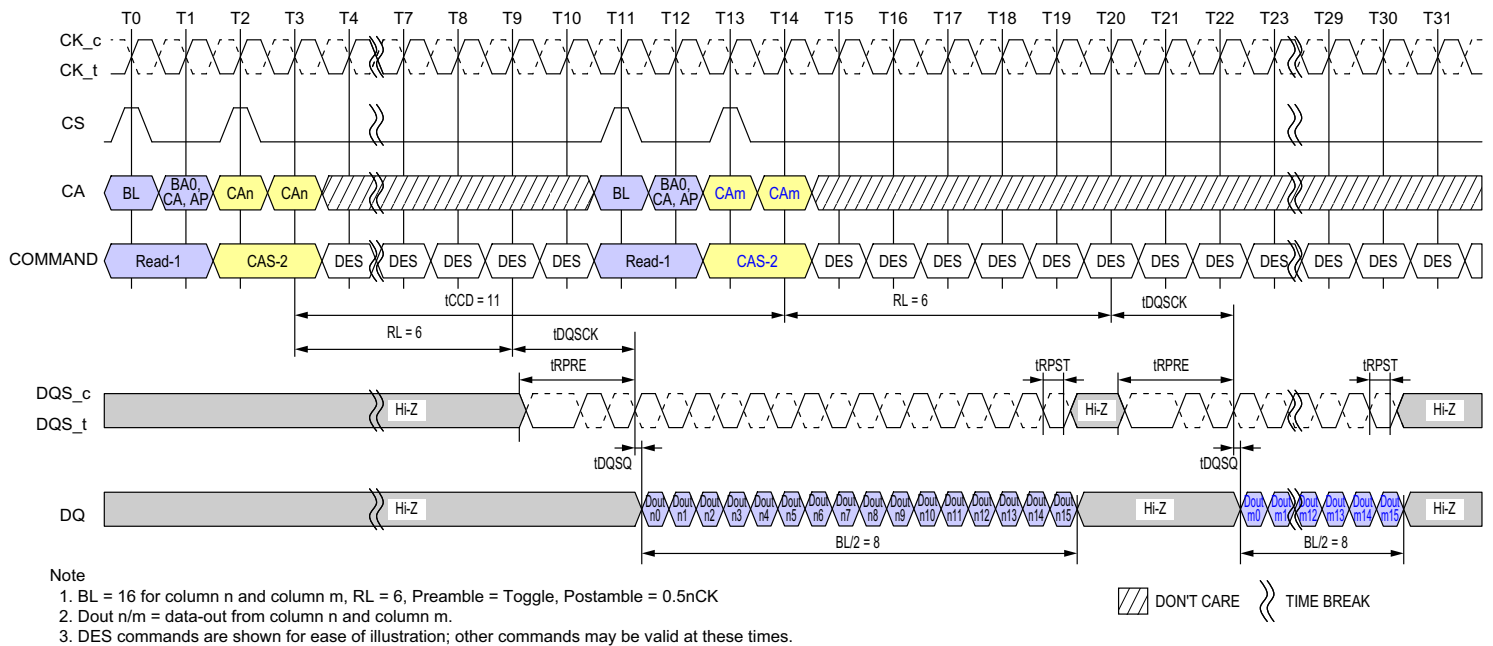 T0 T1 T2 T3 T4 T7 T8 T9 T10 T11 T12 T13 T14 T15 T16 T17 T18 T19 T20 T21 T22 T23 T29 T30 T31
CK_c
CK_t
CS
CA BL BA0, CA, AP CAn CAn BL BA0, CA, AP CAm CAm
COMMAND Read-1 CAS-2 DES DES DES DES DES Read-1 CAS-2 DES DES DES DES DES DES DES DES DES DES DES DES
tCCD = 11 RL = 6 tDQSCK
RL = 6 tDQSCK
tRPRE tRPST tRPRE tRPST
DQS_c
DQS_t
Hi-Z Hi-Z Hi-Z
tDQSQ tDQSQ
DQ Hi-Z Dout n0 Dout n1 Dout n2 Dout n3 Dout n4 Dout n5 Dout n6 Dout n7 Dout n8 Dout n9 Dout n10 Dout n11 Dout n12 Dout n13 Dout n14 Dout n15 Hi-Z Dout m0 Dout m1 Dout m12 Dout m13 Dout m14 Dout m15 Hi-Z
BL/2 = 8 BL/2 = 8
Note
1. BL = 16 for column n and column m, RL = 6, Preamble = Toggle, Postamble = 0.5nCK
2. Dout n/m = data-out from column n and column m.
3. DES commands are shown for ease of illustration; other commands may be valid at these times.
DON'T CARE TIME BREAK